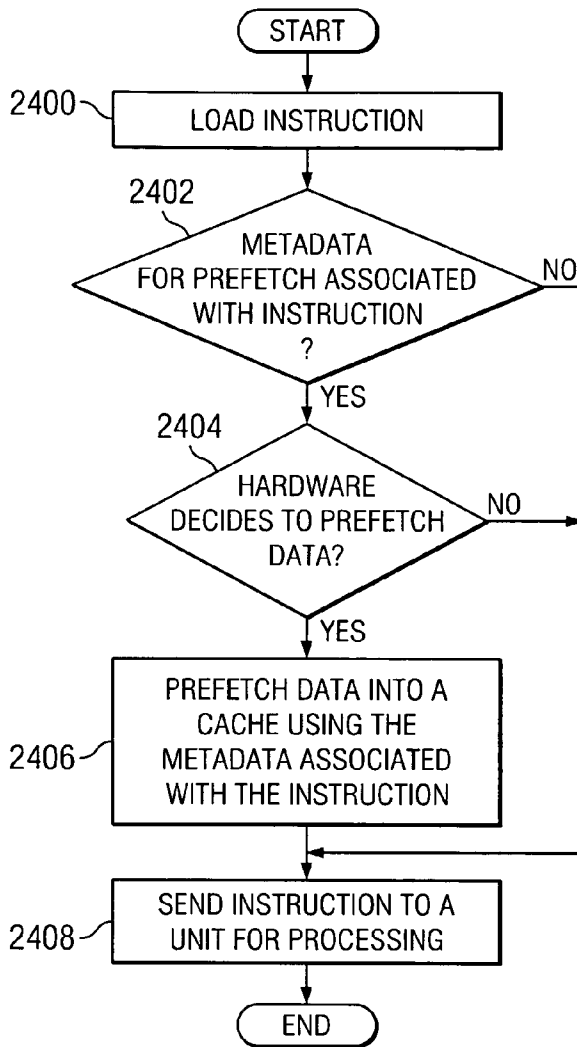 START
2400
LOAD INSTRUCTION
2402
METADATA
FOR PREFETCH ASSOCIATED
WITH INSTRUCTION
?
NO
YES
2404
HARDWARE
DECIDES TO PREFETCH
DATA?
NO
YES
2406
PREFETCH DATA INTO A
CACHE USING THE
METADATA ASSOCIATED
WITH THE INSTRUCTION
2408
SEND INSTRUCTION TO A
UNIT FOR PROCESSING
END